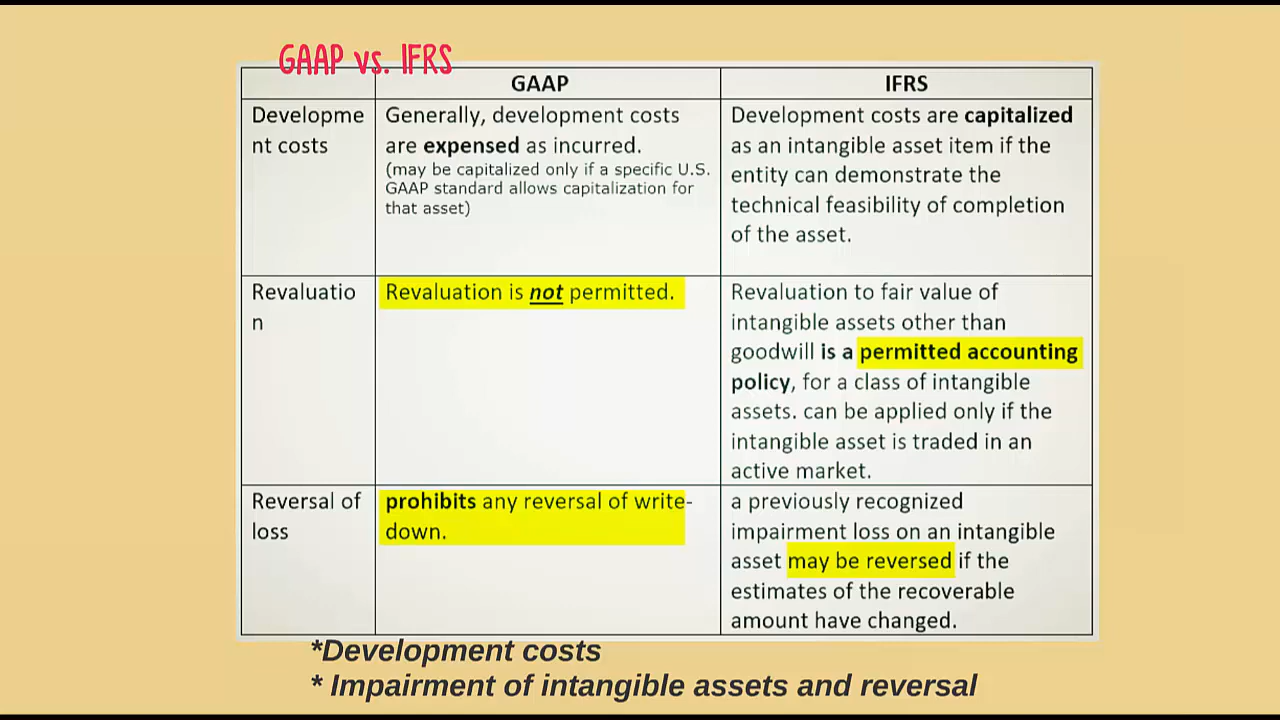 GAAP vs. IFRS
GAAP
IFRS
Developme
nt costs
Generally, development costs
are expensed as incurred.
(may be capitalized only if a specific U.S.
GAAP standard allows capitalization for
that asset)
Development costs are capitalized
as an intangible asset item if the
entity can demonstrate the
technical feasibility of completion
of the asset.
Revaluatio
n
Revaluation is not permitted.
Revaluation to fair value of
intangible assets other than
goodwill is a permitted accounting
policy, for a class of intangible
assets. can be applied only if the
intangible asset is traded in an
active market.
Reversal of
loss
prohibits any reversal of write-
down.
a previously recognized
impairment loss on an intangible
asset may be reversed if the
estimates of the recoverable
amount have changed.
*Development costs
* Impairment of intangible assets and reversal